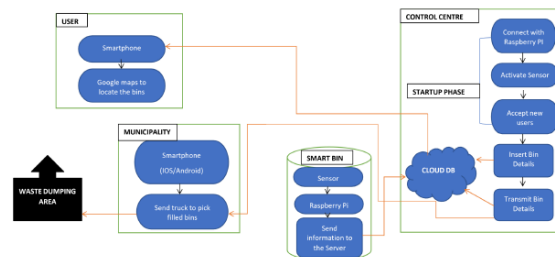 USER
Smartphone
Google maps to
locate the bins
MUNICIPALITY
Smartphone
(IOS/Android)
Send truck to pick
filled bins
WASTE DUMPING
AREA
SMART BIN
Sensor
Raspberry Pi
Send
information to
the Server
CLOUD DB
CONTROL CENTRE
Connect with
Raspberry PI
Activate Sensor
STARTUP PHASE
Accept new
users
Insert Bin
Details
Transmit Bin
Details